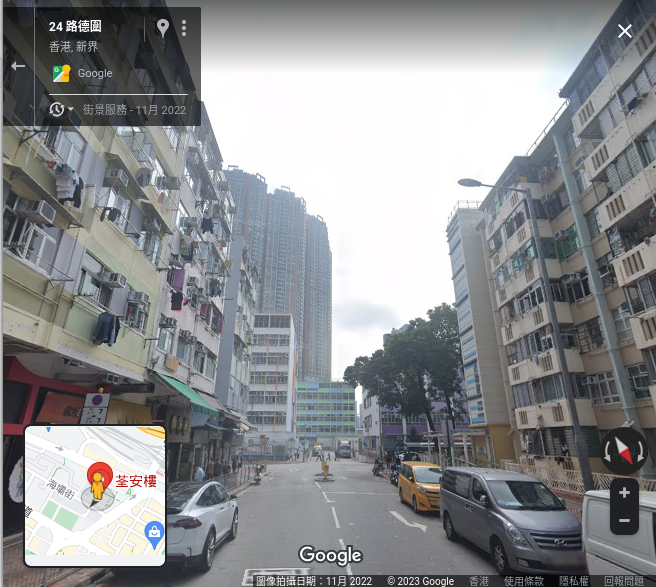 24 路德圍
香港, 新界
Google
街景服務 - 11月 2022
荃安樓
海壩街
Google
圖像拍攝日期：11月 2022 © 2023 Google 香港 使用條款 隱私權 回報問題